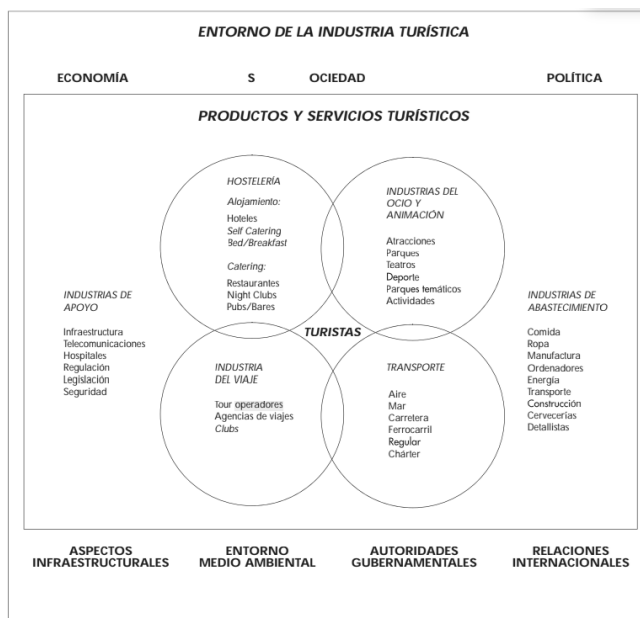 ENTORNO DE LA INDUSTRIA TURÍSTICA
ECONOMÍA S OCIEDAD POLÍTICA
PRODUCTOS Y SERVICIOS TURÍSTICOS
HOSTELERÍA
Alojamiento:
Hoteles
Self Catering
Bed/Breakfast
Catering:
Restaurantes
Night Clubs
Pubs/Bares
INDUSTRIAS DEL
OCIO Y
ANIMACIÓN
Atracciones
Parques
Teatros
Deporte
Parques temáticos
Actividades
INDUSTRIAS DE
APOYO
Infraestructura
Telecomunicaciones
Hospitales
Regulación
Legislación
Seguridad
TURISTAS
INDUSTRIAS DE
ABASTECIMIENTO
Comida
Ropa
Manufactura
Ordenadores
Energía
Transporte
Construcción
Cervecerías
Detallistas
INDUSTRIA
DEL VIAJE
Tour operadores
Agencias de viajes
Clubs
TRANSPORTE
Aire
Mar
Carretera
Ferrocarril
Regular
Chárter
ASPECTOS
INFRAESTRUCTURALES
ENTORNO
MEDIO AMBIENTAL
AUTORIDADES
GUBERNAMENTALES
RELACIONES
INTERNACIONALES